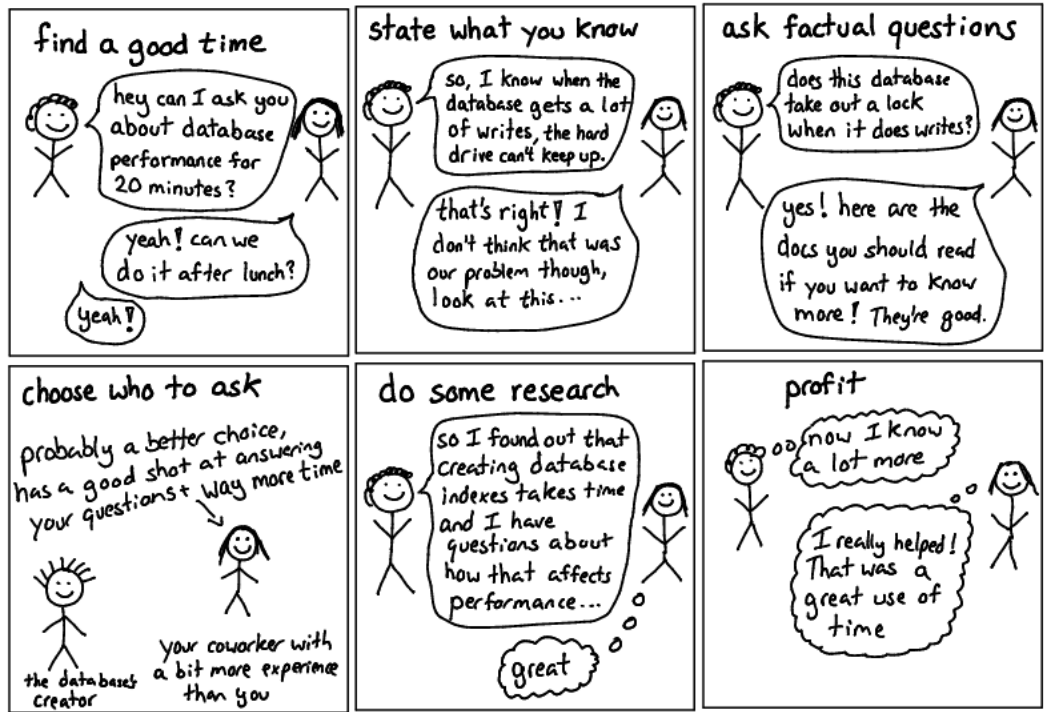 find a good time
hey can I ask you
about database
performance for
20 minutes?
yeah! can we
do it after lunch?
yeah!
state what you know
so, I know when the
database gets a lot
of writes, the hard
drive can't keep up.
that's right! I
don't think that was
our problem though,
look at this...
ask factual questions
does this database
take out a lock
when it does writes?
yes! here are the
docs you should read
if you want to know
more! They're good.
choose who to ask
probably a better choice,
has a good shot at answering
your questions + way more time
the database's
creator
your coworker with
a bit more experience
than you
do some research
so I found out that
creating database
indexes takes time
and I have
questions about
how that affects
performance...
great
profit
now I know
a lot more
I really helped!
That was a
great use of
time